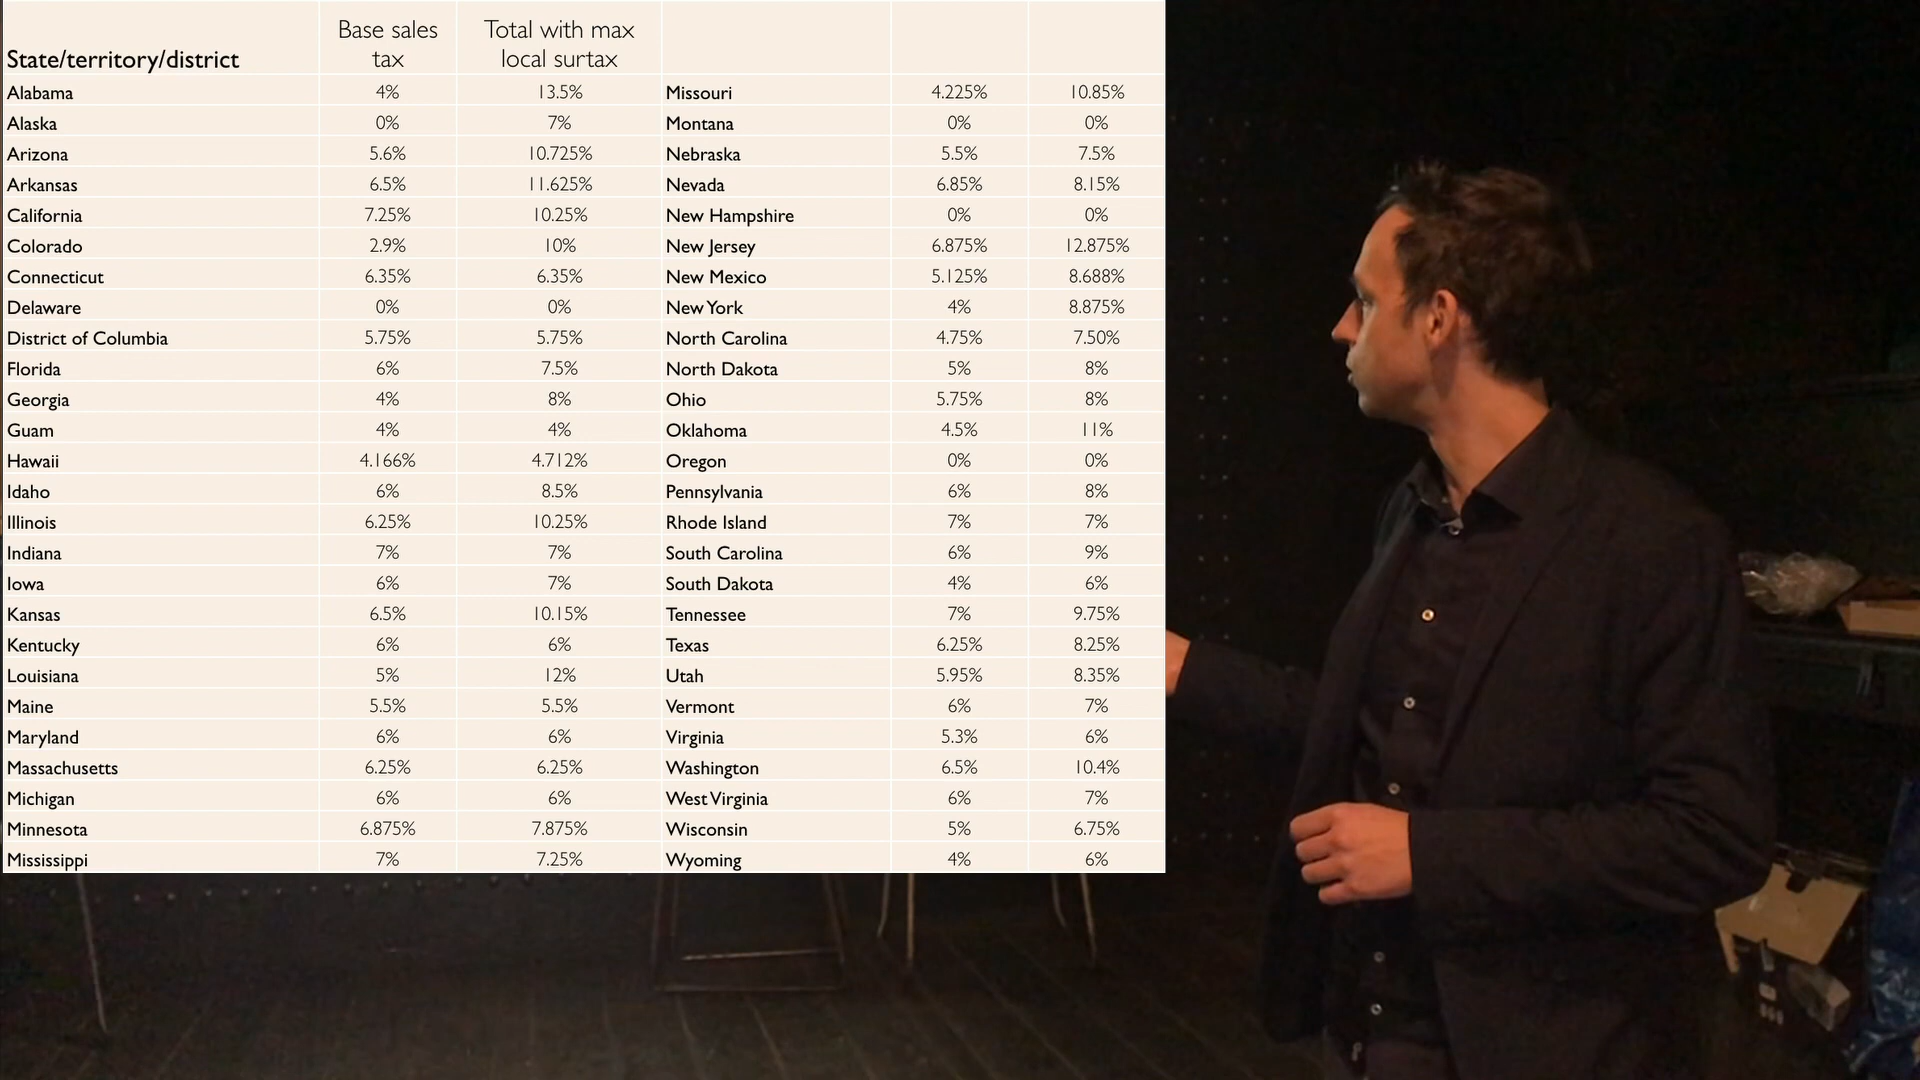 State/territory/district Base sales tax Total with max local surtax
Alabama 4% 13.5% Missouri 4.225% 10.85%
Alaska 0% 7% Montana 0% 0%
Arizona 5.6% 10.725% Nebraska 5.5% 7.5%
Arkansas 6.5% 11.625% Nevada 6.85% 8.15%
California 7.25% 10.25% New Hampshire 0% 0%
Colorado 2.9% 10% New Jersey 6.875% 12.875%
Connecticut 6.35% 6.35% New Mexico 5.125% 8.688%
Delaware 0% 0% New York 4% 8.875%
District of Columbia 5.75% 5.75% North Carolina 4.75% 7.50%
Florida 6% 7.5% North Dakota 5% 8%
Georgia 4% 8% Ohio 5.75% 8%
Guam 4% 4% Oklahoma 4.5% 11%
Hawaii 4.166% 4.712% Oregon 0% 0%
Idaho 6% 8.5% Pennsylvania 6% 8%
Illinois 6.25% 10.25% Rhode Island 7% 7%
Indiana 7% 7% South Carolina 6% 9%
Iowa 6% 7% South Dakota 4% 6%
Kansas 6.5% 10.15% Tennessee 7% 9.75%
Kentucky 6% 6% Texas 6.25% 8.25%
Louisiana 5% 12% Utah 5.95% 8.35%
Maine 5.5% 5.5% Vermont 6% 7%
Maryland 6% 6% Virginia 5.3% 6%
Massachusetts 6.25% 6.25% Washington 6.5% 10.4%
Michigan 6% 6% West Virginia 6% 7%
Minnesota 6.875% 7.875% Wisconsin 5% 6.75%
Mississippi 7% 7.25% Wyoming 4% 6%